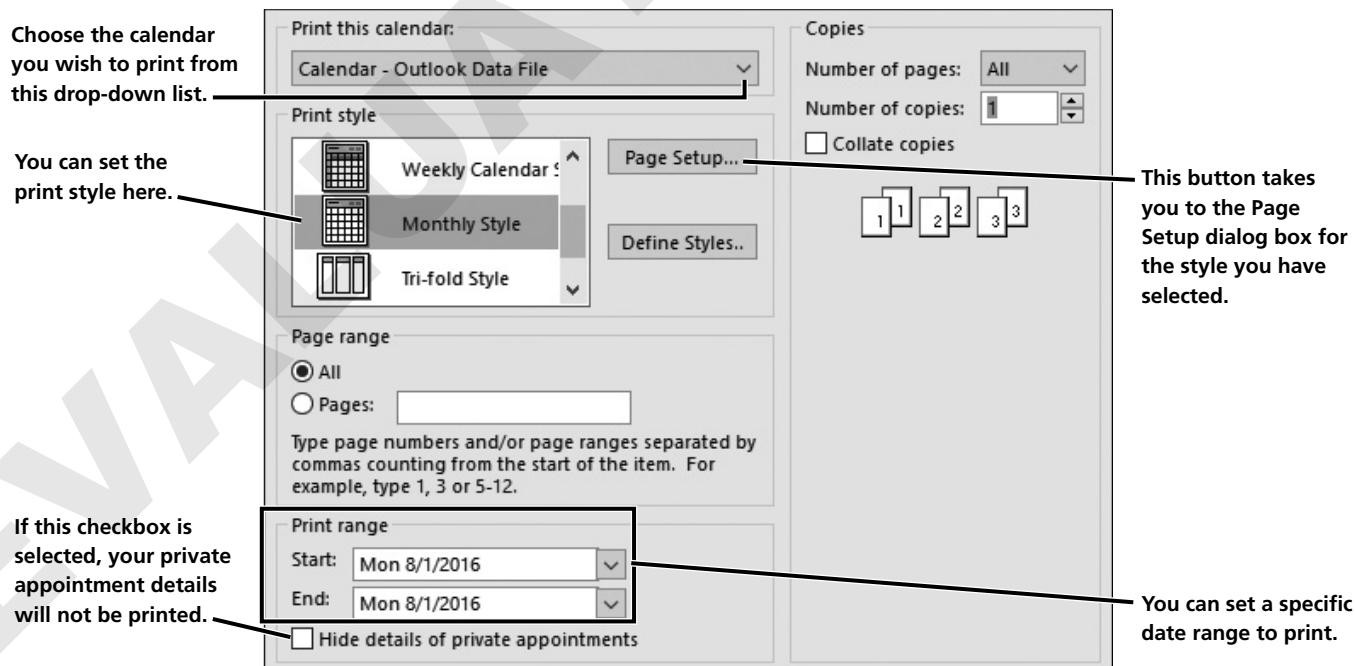 Choose the calendar
you wish to print from
this drop-down list.
You can set the
print style here.
If this checkbox is
selected, your private
appointment details
will not be printed.
Print this calendar:
Calendar - Outlook Data File
Print style
Weekly Calendar S
Monthly Style
Tri-fold Style
Page Setup...
Define Styles..
Page range
All
Pages:
Type page numbers and/or page ranges separated by
commas counting from the start of the item. For
example, type 1, 3 or 5-12.
Print range
Start: Mon 8/1/2016
End: Mon 8/1/2016
Hide details of private appointments
Copies
Number of pages: All
Number of copies: 1
Collate copies
1 1 2 2 3 3
This button takes
you to the Page
Setup dialog box for
the style you have
selected.
You can set a specific
date range to print.
EVALUA